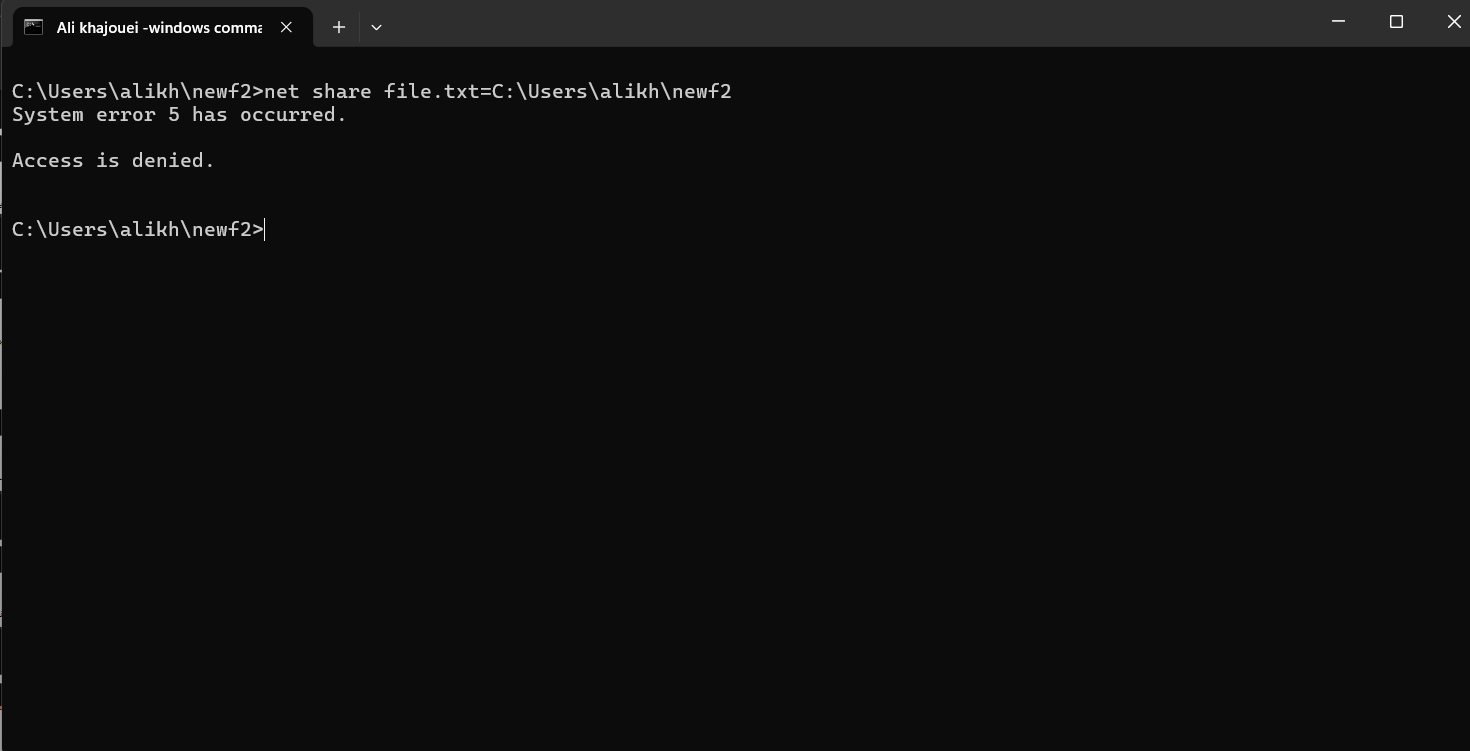 Ali khajouei -windows comma
C:\Users\alikh\newf2>net share file.txt=C:\Users\alikh\newf2
System error 5 has occurred.
Access is denied.
C:\Users\alikh\newf2>